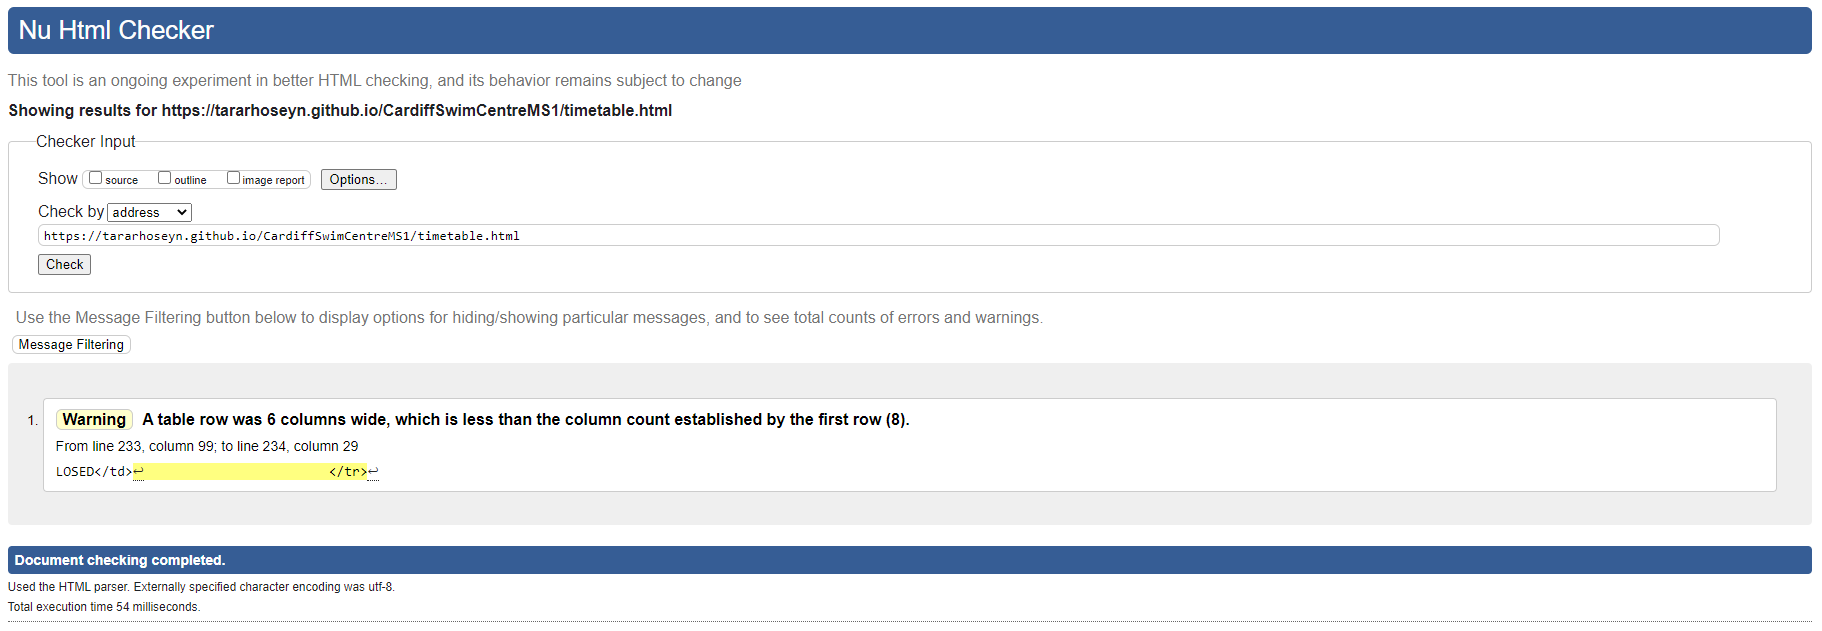 Nu Html Checker
This tool is an ongoing experiment in better HTML checking, and its behavior remains subject to change
Showing results for https://tararhoseyn.github.io/CardiffSwimCentreMS1/timetable.html
Checker Input
Show source outline image report Options...
Check by address
https://tararhoseyn.github.io/CardiffSwimCentreMS1/timetable.html
Check
Use the Message Filtering button below to display options for hiding/showing particular messages, and to see total counts of errors and warnings.
Message Filtering
1. Warning A table row was 6 columns wide, which is less than the column count established by the first row (8).
From line 233, column 99; to line 234, column 29
LOSED</td>↩ </tr>↩
Document checking completed.
Used the HTML parser. Externally specified character encoding was utf-8.
Total execution time 54 milliseconds.